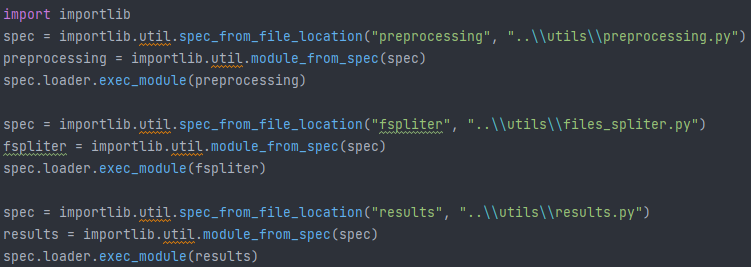 import importlib
spec = importlib.util.spec_from_file_location("preprocessing", "..\\utils\\preprocessing.py")
preprocessing = importlib.util.module_from_spec(spec)
spec.loader.exec_module(preprocessing)
spec = importlib.util.spec_from_file_location("fspliter", "..\\utils\\files_spliter.py")
fspliter = importlib.util.module_from_spec(spec)
spec.loader.exec_module(fspliter)
spec = importlib.util.spec_from_file_location("results", "..\\utils\\results.py")
results = importlib.util.module_from_spec(spec)
spec.loader.exec_module(results)